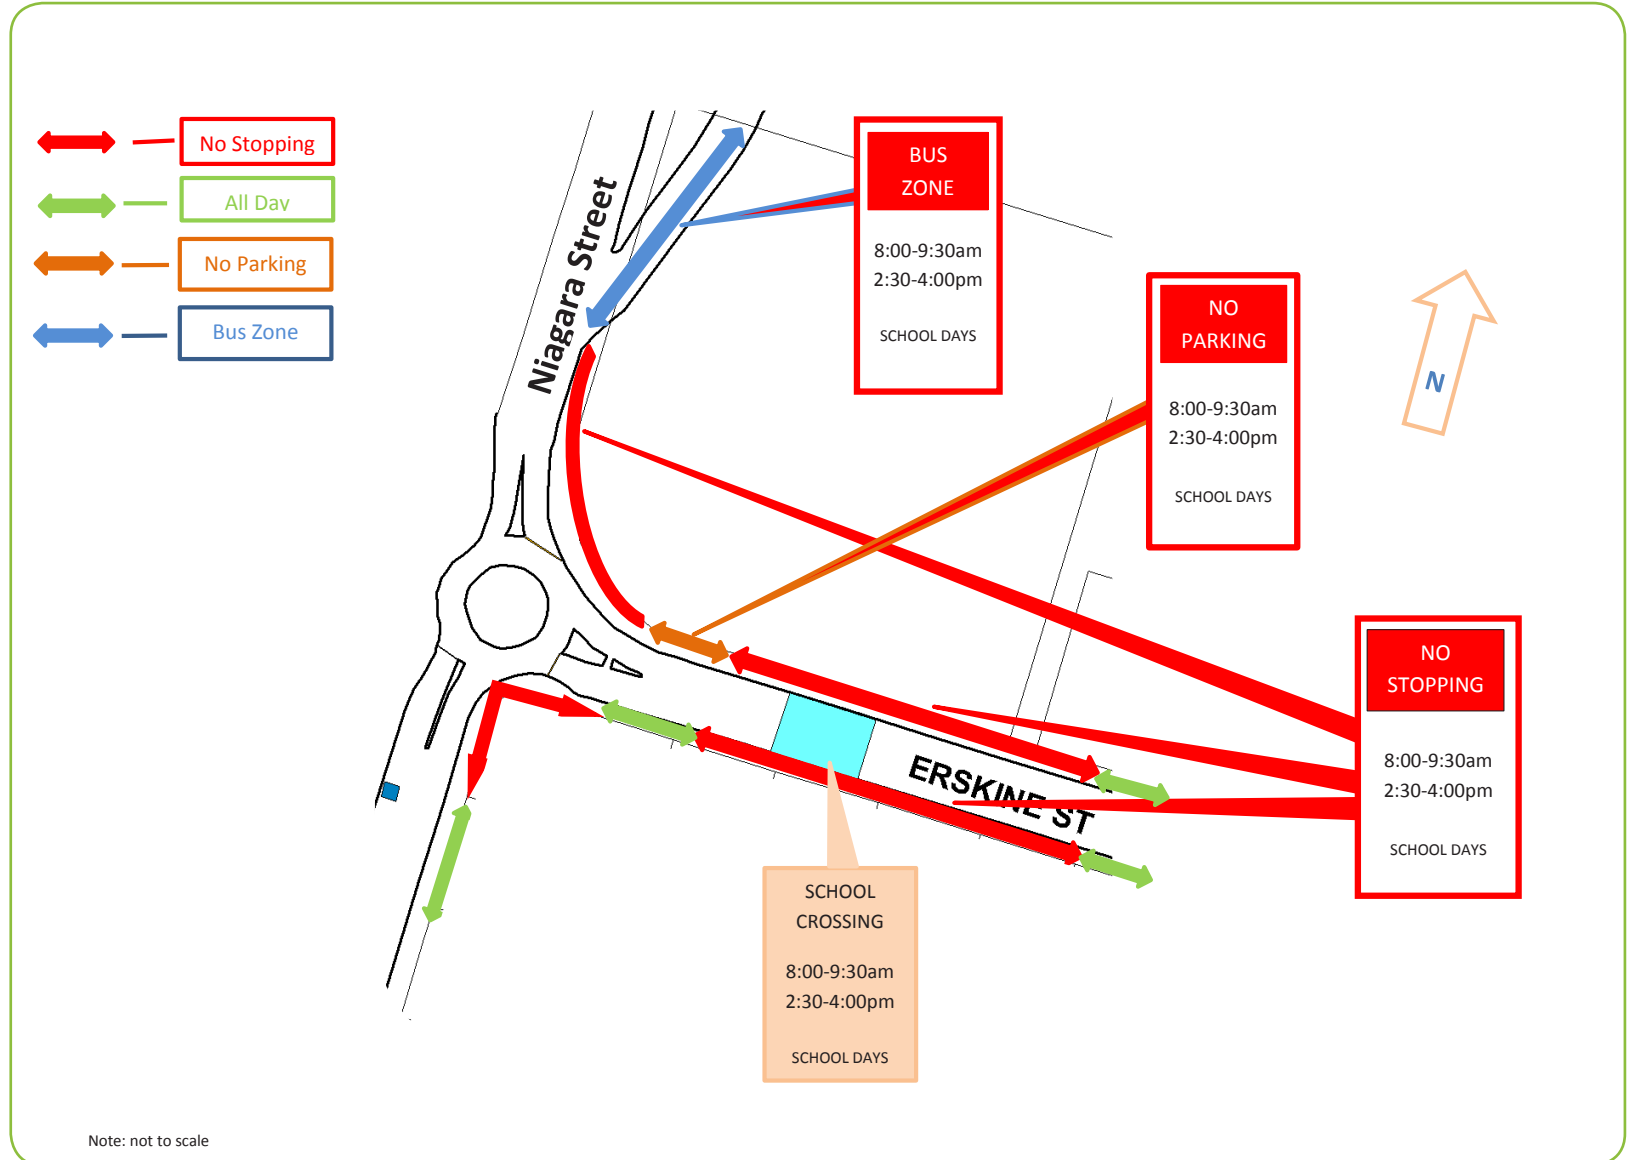 No Stopping
All Day
No Parking
Bus Zone
Niagara Street
BUS
ZONE
8:00-9:30am
2:30-4:00pm
SCHOOL DAYS
NO
PARKING
8:00-9:30am
2:30-4:00pm
SCHOOL DAYS
N
NO
STOPPING
8:00-9:30am
2:30-4:00pm
SCHOOL DAYS
ERSKINE ST
SCHOOL
CROSSING
8:00-9:30am
2:30-4:00pm
SCHOOL DAYS
Note: not to scale